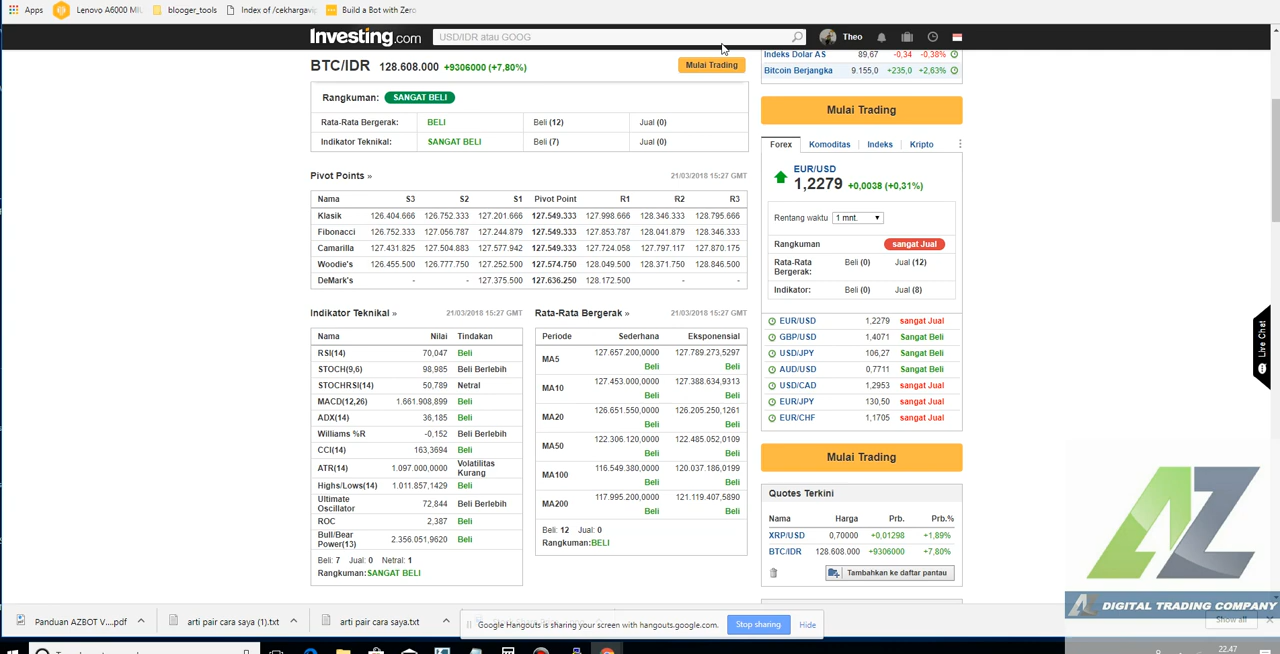 Apps Lenovo A6000 MIU blooger_tools Index of /cekhargavip Build a Bot with Zero
Investing.com USD/IDR atau GOOG Theo
BTC/IDR 128.608.000 +9306000 (+7,80%) Mulai Trading
Rangkuman: SANGAT BELI
Rata-Rata Bergerak: BELI Beli (12) Jual (0)
Indikator Teknikal: SANGAT BELI Beli (7) Jual (0)
Pivot Points » 21/03/2018 15:27 GMT
Nama S3 S2 S1 Pivot Point R1 R2 R3
Klasik 126.404.666 126.752.333 127.201.666 127.549.333 127.998.666 128.346.333 128.795.666
Fibonacci 126.752.333 127.056.787 127.244.879 127.549.333 127.853.787 128.041.879 128.346.333
Camarilla 127.431.825 127.504.883 127.577.942 127.549.333 127.724.058 127.797.117 127.870.175
Woodie's 126.455.500 126.777.750 127.252.500 127.574.750 128.049.500 128.371.750 128.846.500
DeMark's - - 127.375.500 127.636.250 128.172.500 - -
Indikator Teknikal » 21/03/2018 15:27 GMT
Nama Nilai Tindakan
RSI(14) 70,047 Beli
STOCH(9,6) 98,985 Beli Berlebih
STOCHRSI(14) 50,789 Netral
MACD(12,26) 1.661.908,899 Beli
ADX(14) 36,185 Beli
Williams %R -0,152 Beli Berlebih
CCI(14) 163,3694 Beli
ATR(14) 1.097.000,0000 Volatilitas Kurang
Highs/Lows(14) 1.011.857,1429 Beli
Ultimate Oscillator 72,844 Beli Berlebih
ROC 2,387 Beli
Bull/Bear Power(13) 2.356.051,9620 Beli
Beli: 7 Jual: 0 Netral: 1
Rangkuman:SANGAT BELI
Rata-Rata Bergerak » 21/03/2018 15:27 GMT
Periode Sederhana Eksponensial
MA5 127.657.200,0000 127.789.273,5297
Beli Beli
MA10 127.453.000,0000 127.388.634,9313
Beli Beli
MA20 126.651.550,0000 126.205.250,1261
Beli Beli
MA50 122.306.120,0000 122.485.052,0109
Beli Beli
MA100 116.549.380,0000 120.037.186,0199
Beli Beli
MA200 117.995.200,0000 121.119.407,5890
Beli Beli
Beli: 12 Jual: 0
Rangkuman:BELI
Indeks Dolar AS 89,67 -0,34 -0,38%
Bitcoin Berjangka 9.155,0 +235,0 +2,63%
Mulai Trading
Forex Komoditas Indeks Kripto
EUR/USD
1,2279 +0,0038 (+0,31%)
Rentang waktu 1 mnt.
Rangkuman sangat Jual
Rata-Rata Bergerak: Beli (0) Jual (12)
Indikator: Beli (0) Jual (8)
EUR/USD 1,2279 sangat Jual
GBP/USD 1,4071 Sangat Beli
USD/JPY 106,27 Sangat Beli
AUD/USD 0,7711 Sangat Beli
USD/CAD 1,2953 sangat Jual
EUR/JPY 130,50 sangat Jual
EUR/CHF 1,1705 sangat Jual
Mulai Trading
Quotes Terkini
Nama Harga Prb. Prb.%
XRP/USD 0,70000 +0,01298 +1,89%
BTC/IDR 128.608.000 +9306000 +7,80%
Tambahkan ke daftar pantau
Live Chat
AZ
DIGITAL TRADING COMPANY
Panduan AZBOT V....pdf arti pair cara saya (1).txt arti pair cara saya.txt
Google Hangouts is sharing your screen with hangouts.google.com. Stop sharing Hide
Show all
22.47